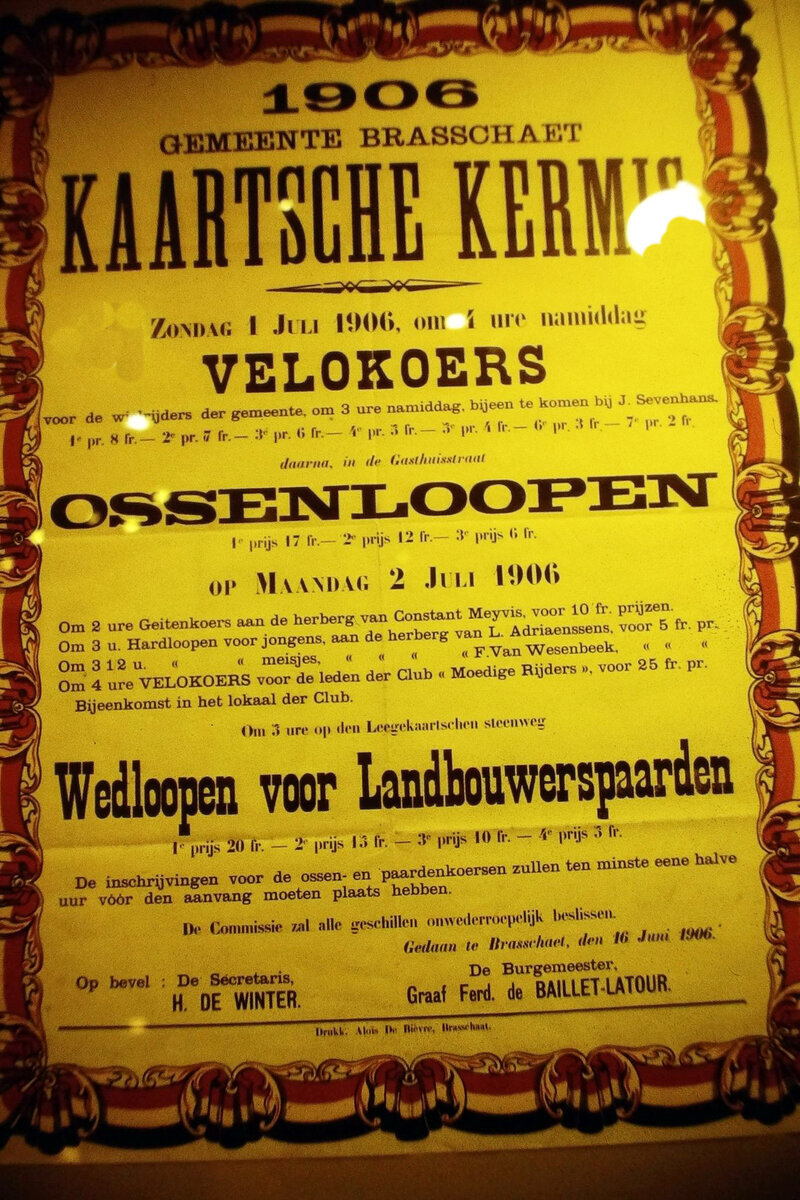 1906
GEMEENTE BRASSCHAET
KAARTSCHE KERMIS
ZONDAG 1 JULI 1906, om 4 ure namiddag
VELOKOERS
voor de wielrijders der gemeente, om 3 ure namiddag, bijeen te komen bij J. Sevenhans.
1e pr. 8 fr. — 2e pr. 7 fr. — 3e pr. 6 fr. — 4e pr. 5 fr. — 5e pr. 4 fr. — 6e pr. 3 fr. — 7e pr. 2 fr.
daarna, in de Gasthuisstraat
OSSENLOOPEN
1e prijs 17 fr. — 2e prijs 12 fr. — 3e prijs 6 fr.
OP MAANDAG 2 JULI 1906
Om 2 ure Geitenkoers aan de herberg van Constant Meyvis, voor 10 fr. prijzen.
Om 3 u. Hardloopen voor jongens, aan de herberg van L. Adriaenssens, voor 5 fr. pr.
Om 3 1 2 u. « « meisjes, « « « « F. Van Wesenbeek, « « «
Om 4 ure VELOKOERS voor de leden der Club « Moedige Rijders », voor 25 fr. pr.
Bijeenkomst in het lokaal der Club.
Om 5 ure op den Leegekaartschen steenweg
Wedloopen voor Landbouwerspaarden
1e prijs 20 fr. — 2e prijs 15 fr. — 3e prijs 10 fr. — 4e prijs 5 fr.
De inschrijvingen voor de ossen- en paardenkoersen zullen ten minste eene halve
uur vóór den aanvang moeten plaats hebben.
De Commissie zal alle geschillen onwederroepelijk beslissen.
Gedaan te Brasschaet, den 16 Juni 1906.
Op bevel : De Secretaris,
H. DE WINTER.
De Burgemeester,
Graaf Ferd. de BAILLET-LATOUR.
Drukk. Aloïs De Bièvre, Brasschaat.